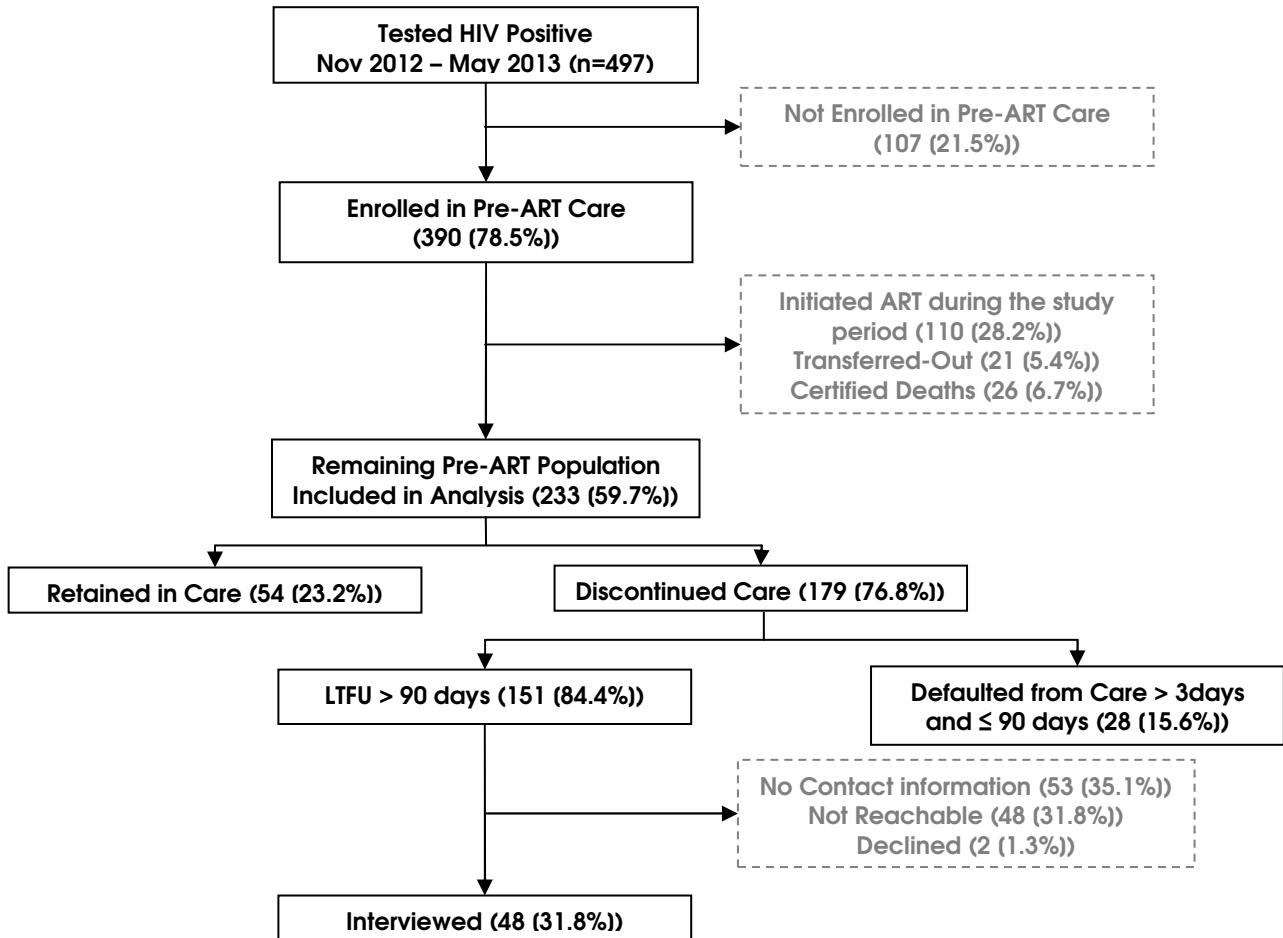 Tested HIV Positive
Nov 2012 – May 2013 (n=497)
Not Enrolled in Pre-ART Care
(107 (21.5%))
Enrolled in Pre-ART Care
(390 (78.5%))
Initiated ART during the study
period (110 (28.2%))
Transferred-Out (21 (5.4%))
Certified Deaths (26 (6.7%))
Remaining Pre-ART Population
Included in Analysis (233 (59.7%))
Retained in Care (54 (23.2%))
Discontinued Care (179 (76.8%))
LTFU > 90 days (151 (84.4%))
Defaulted from Care > 3days
and ≤ 90 days (28 (15.6%))
No Contact information (53 (35.1%))
Not Reachable (48 (31.8%))
Declined (2 (1.3%))
Interviewed (48 (31.8%))